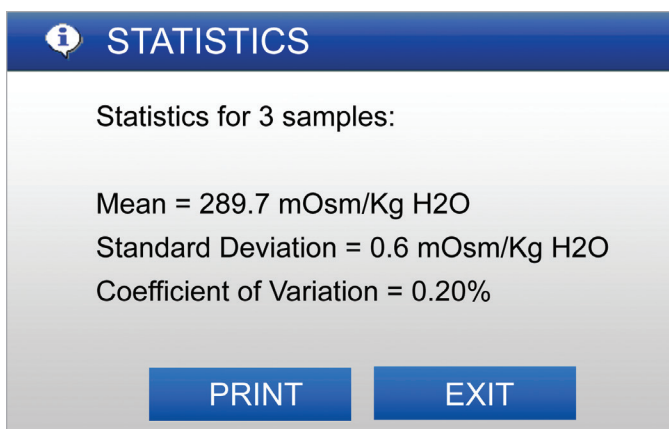 STATISTICS
Statistics for 3 samples:
Mean = 289.7 mOsm/Kg H2O
Standard Deviation = 0.6 mOsm/Kg H2O
Coefficient of Variation = 0.20%
PRINT EXIT